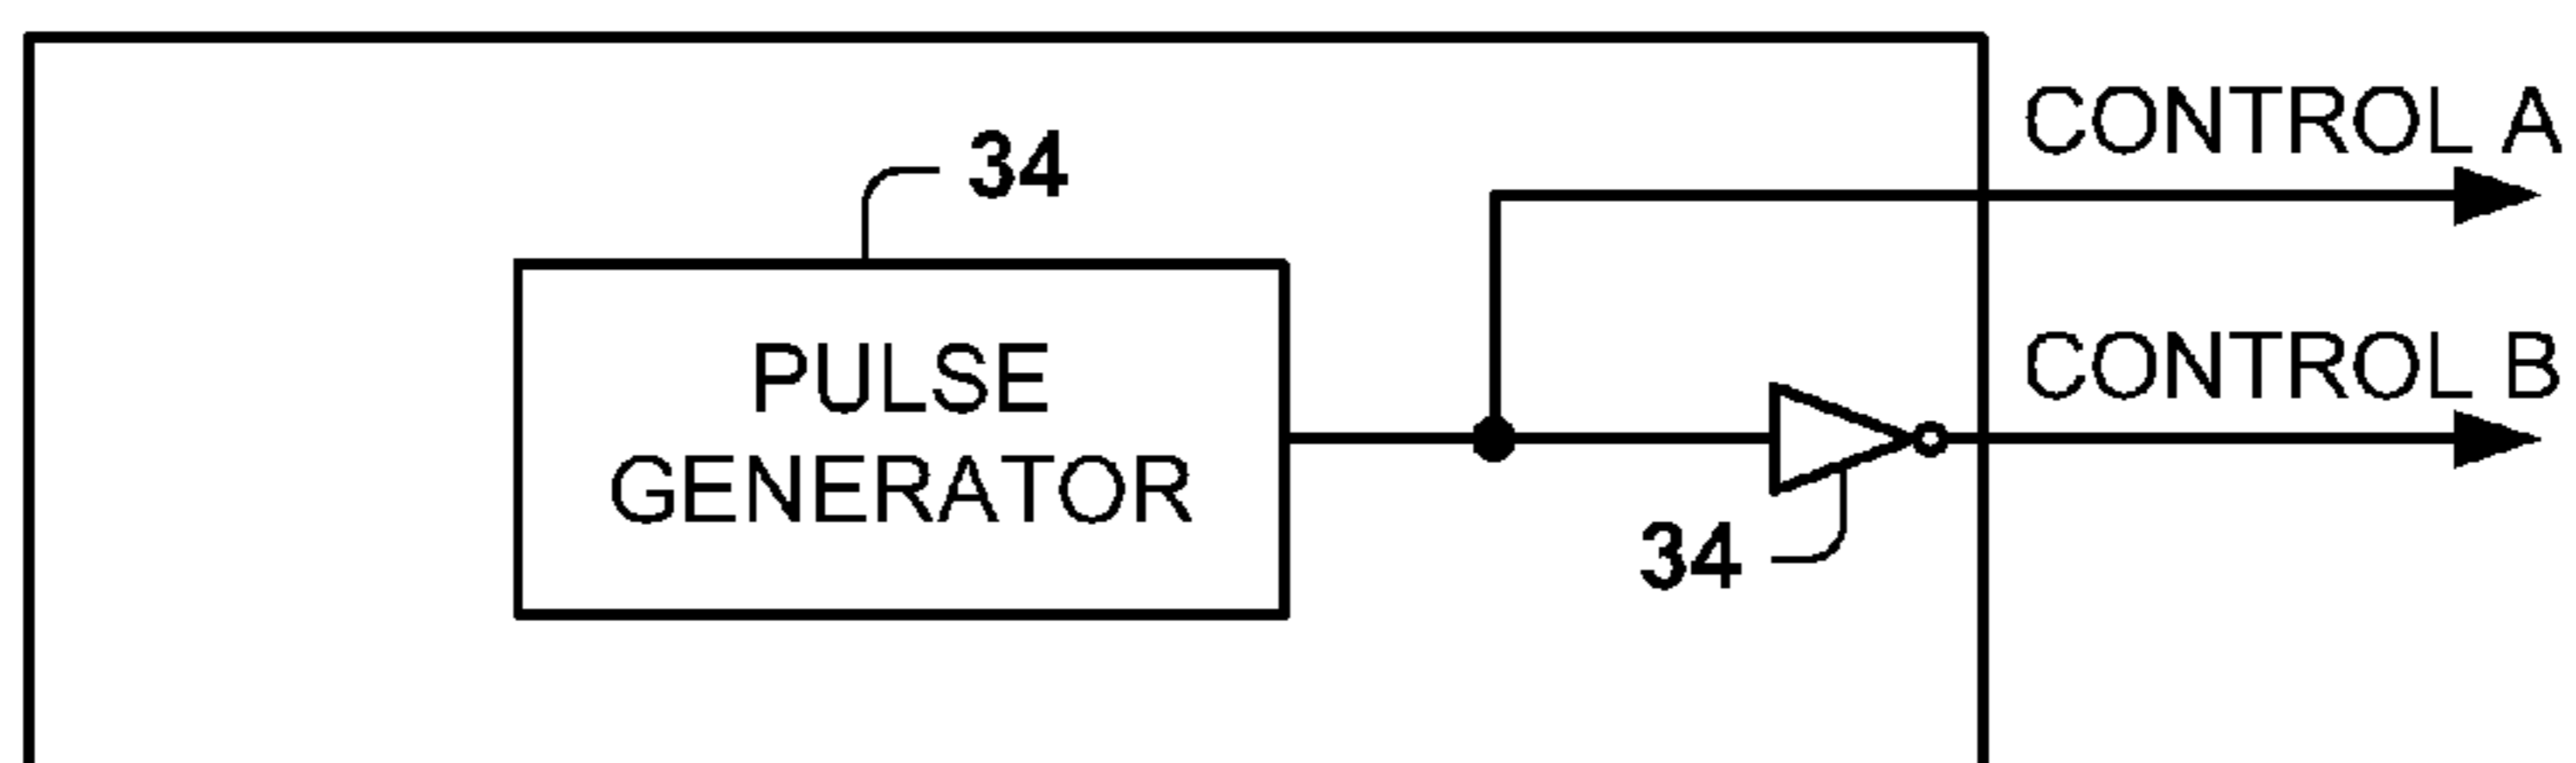 CONTROL A
34
PULSE
GENERATOR
CONTROL B
34